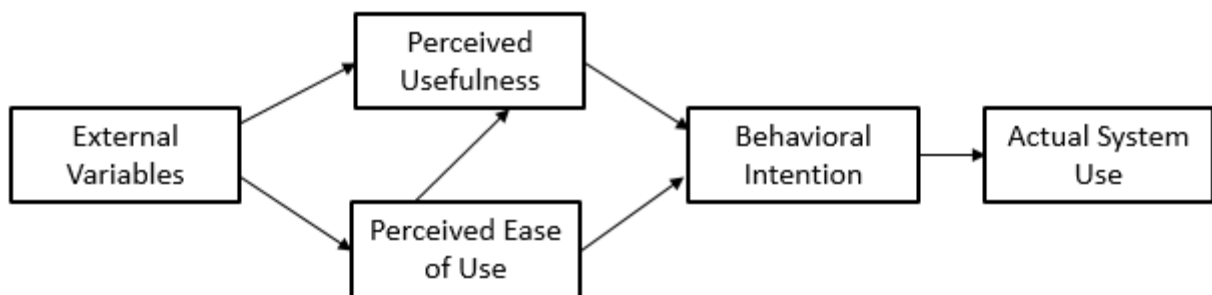 Perceived
Usefulness
External
Variables
Perceived Ease
of Use
Behavioral
Intention
Actual System
Use